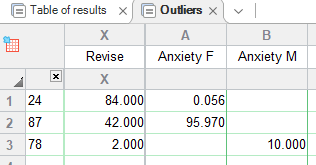 Table of results × Outliers ×
X A B
Revise Anxiety F Anxiety M
× X
1 24 84.000 0.056
2 87 42.000 95.970
3 78 2.000 10.000